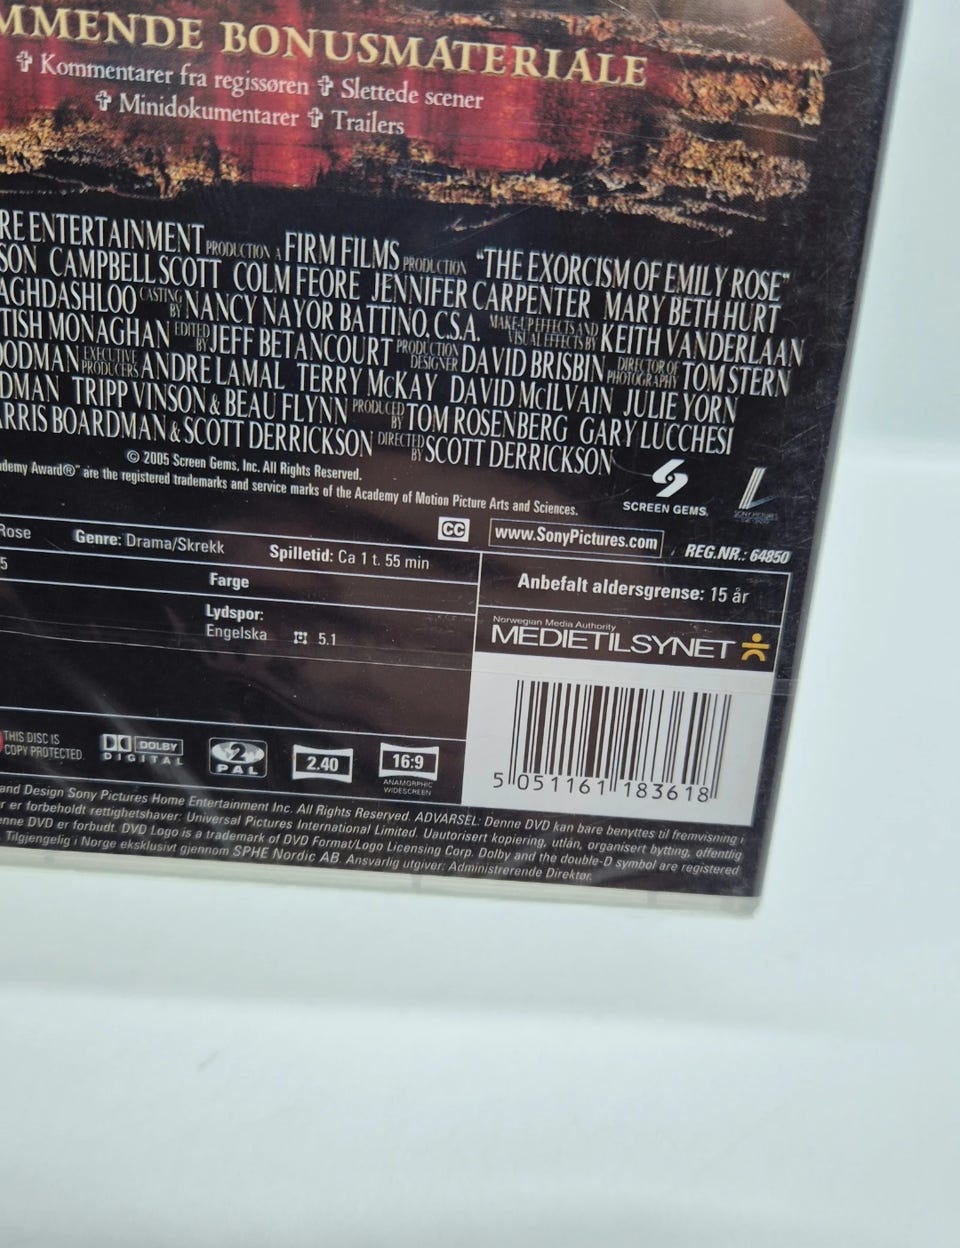 MMENDE BONUSMATERIALE
✞ Kommentarer fra regissøren ✞ Slettede scener
✞ Minidokumentarer ✞ Trailers
RE ENTERTAINMENT PRODUCTION A FIRM FILMS PRODUCTION "THE EXORCISM OF EMILY ROSE"
SON CAMPBELL SCOTT COLM FEORE JENNIFER CARPENTER MARY BETH HURT
AGHDASHLOO CASTING BY NANCY NAYOR BATTINO, C.S.A. MAKE-UP EFFECTS AND VISUAL EFFECTS BY KEITH VANDERLAAN
TISH MONAGHAN EDITED BY JEFF BETANCOURT PRODUCTION DESIGNER DAVID BRISBIN DIRECTOR OF PHOTOGRAPHY TOM STERN
OODMAN EXECUTIVE PRODUCERS ANDRE LAMAL TERRY McKAY DAVID McILVAIN JULIE YORN
DMAN TRIPP VINSON & BEAU FLYNN PRODUCED BY TOM ROSENBERG GARY LUCCHESI
ARRIS BOARDMAN & SCOTT DERRICKSON DIRECTED BY SCOTT DERRICKSON
© 2005 Screen Gems, Inc. All Rights Reserved.
ademy Award®" are the registered trademarks and service marks of the Academy of Motion Picture Arts and Sciences.
SCREEN GEMS.
CC
www.SonyPictures.com
REG.NR.: 64850
Rose Genre: Drama/Skrekk Spilletid: Ca 1 t. 55 min
5 Farge
Lydspor:
Engelska 5.1
Anbefalt aldersgrense: 15 år
Norwegian Media Authority
MEDIETILSYNET
THIS DISC IS
COPY PROTECTED.
DOLBY
DIGITAL
2
PAL
2.40
16:9
ANAMORPHIC
WIDESCREEN
5 051161 183618
and Design Sony Pictures Home Entertainment Inc. All Rights Reserved. ADVARSEL: Denne DVD kan bare benyttes til fremvisning i
r er forbeholdt rettighetshaver: Universal Pictures International Limited. Uautorisert kopiering, utlån, organisert bytting, offentlig
enne DVD er forbudt. DVD Logo is a trademark of DVD Format/Logo Licensing Corp. Dolby and the double-D symbol are registered
. Tilgjengelig i Norge eksklusivt gjennom SPHE Nordic AB. Ansvarlig utgiver: Administrerende Direktør.